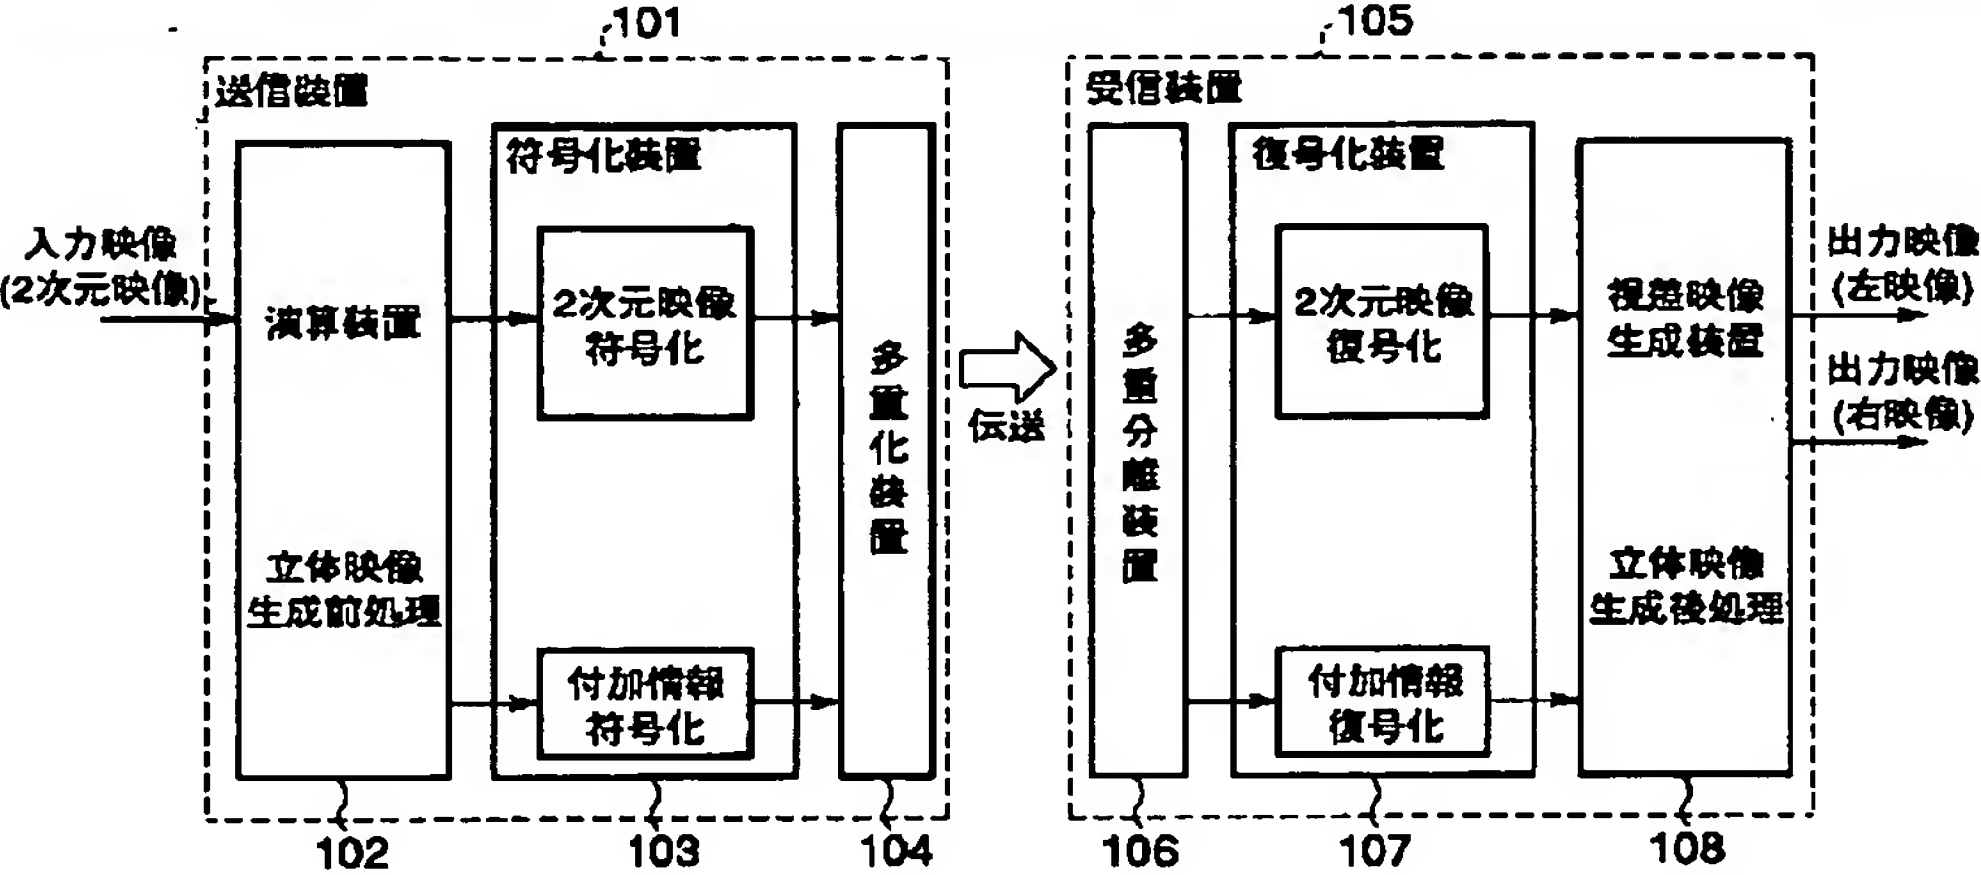 101
送信装置
入力映像
(2次元映像)
演算装置
立体映像
生成前処理
102
符号化装置
2次元映像
符号化
付加情報
符号化
103
多重化装置
104
伝送
105
受信装置
多重分離装置
106
復号化装置
2次元映像
復号化
付加情報
復号化
107
視差映像
生成装置
立体映像
生成後処理
108
出力映像
(左映像)
出力映像
(右映像)